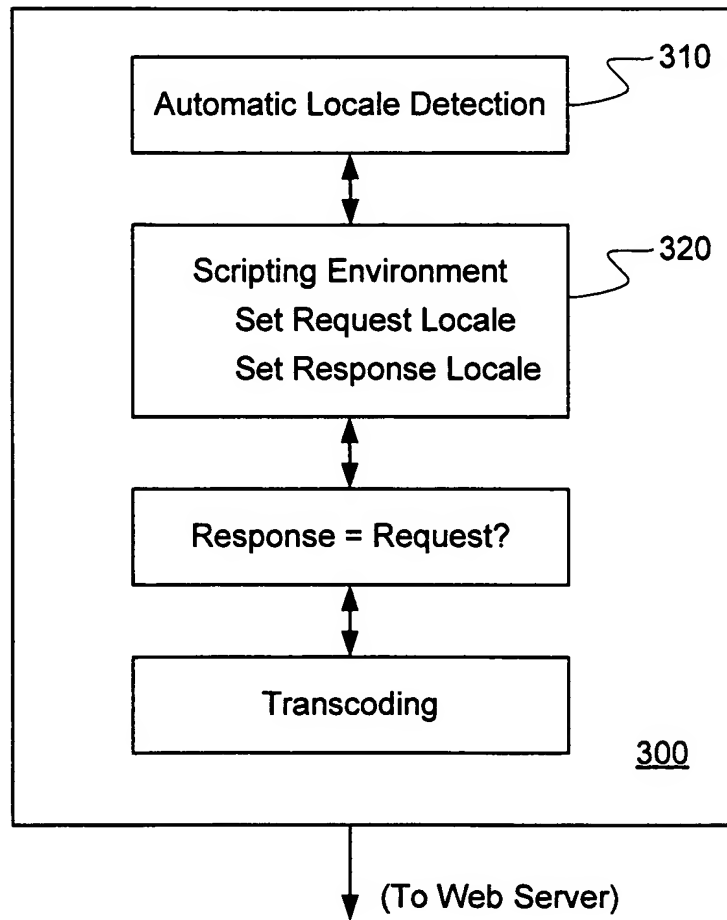 310
Automatic Locale Detection
320
Scripting Environment
Set Request Locale
Set Response Locale
Response = Request?
Transcoding
300
(To Web Server)